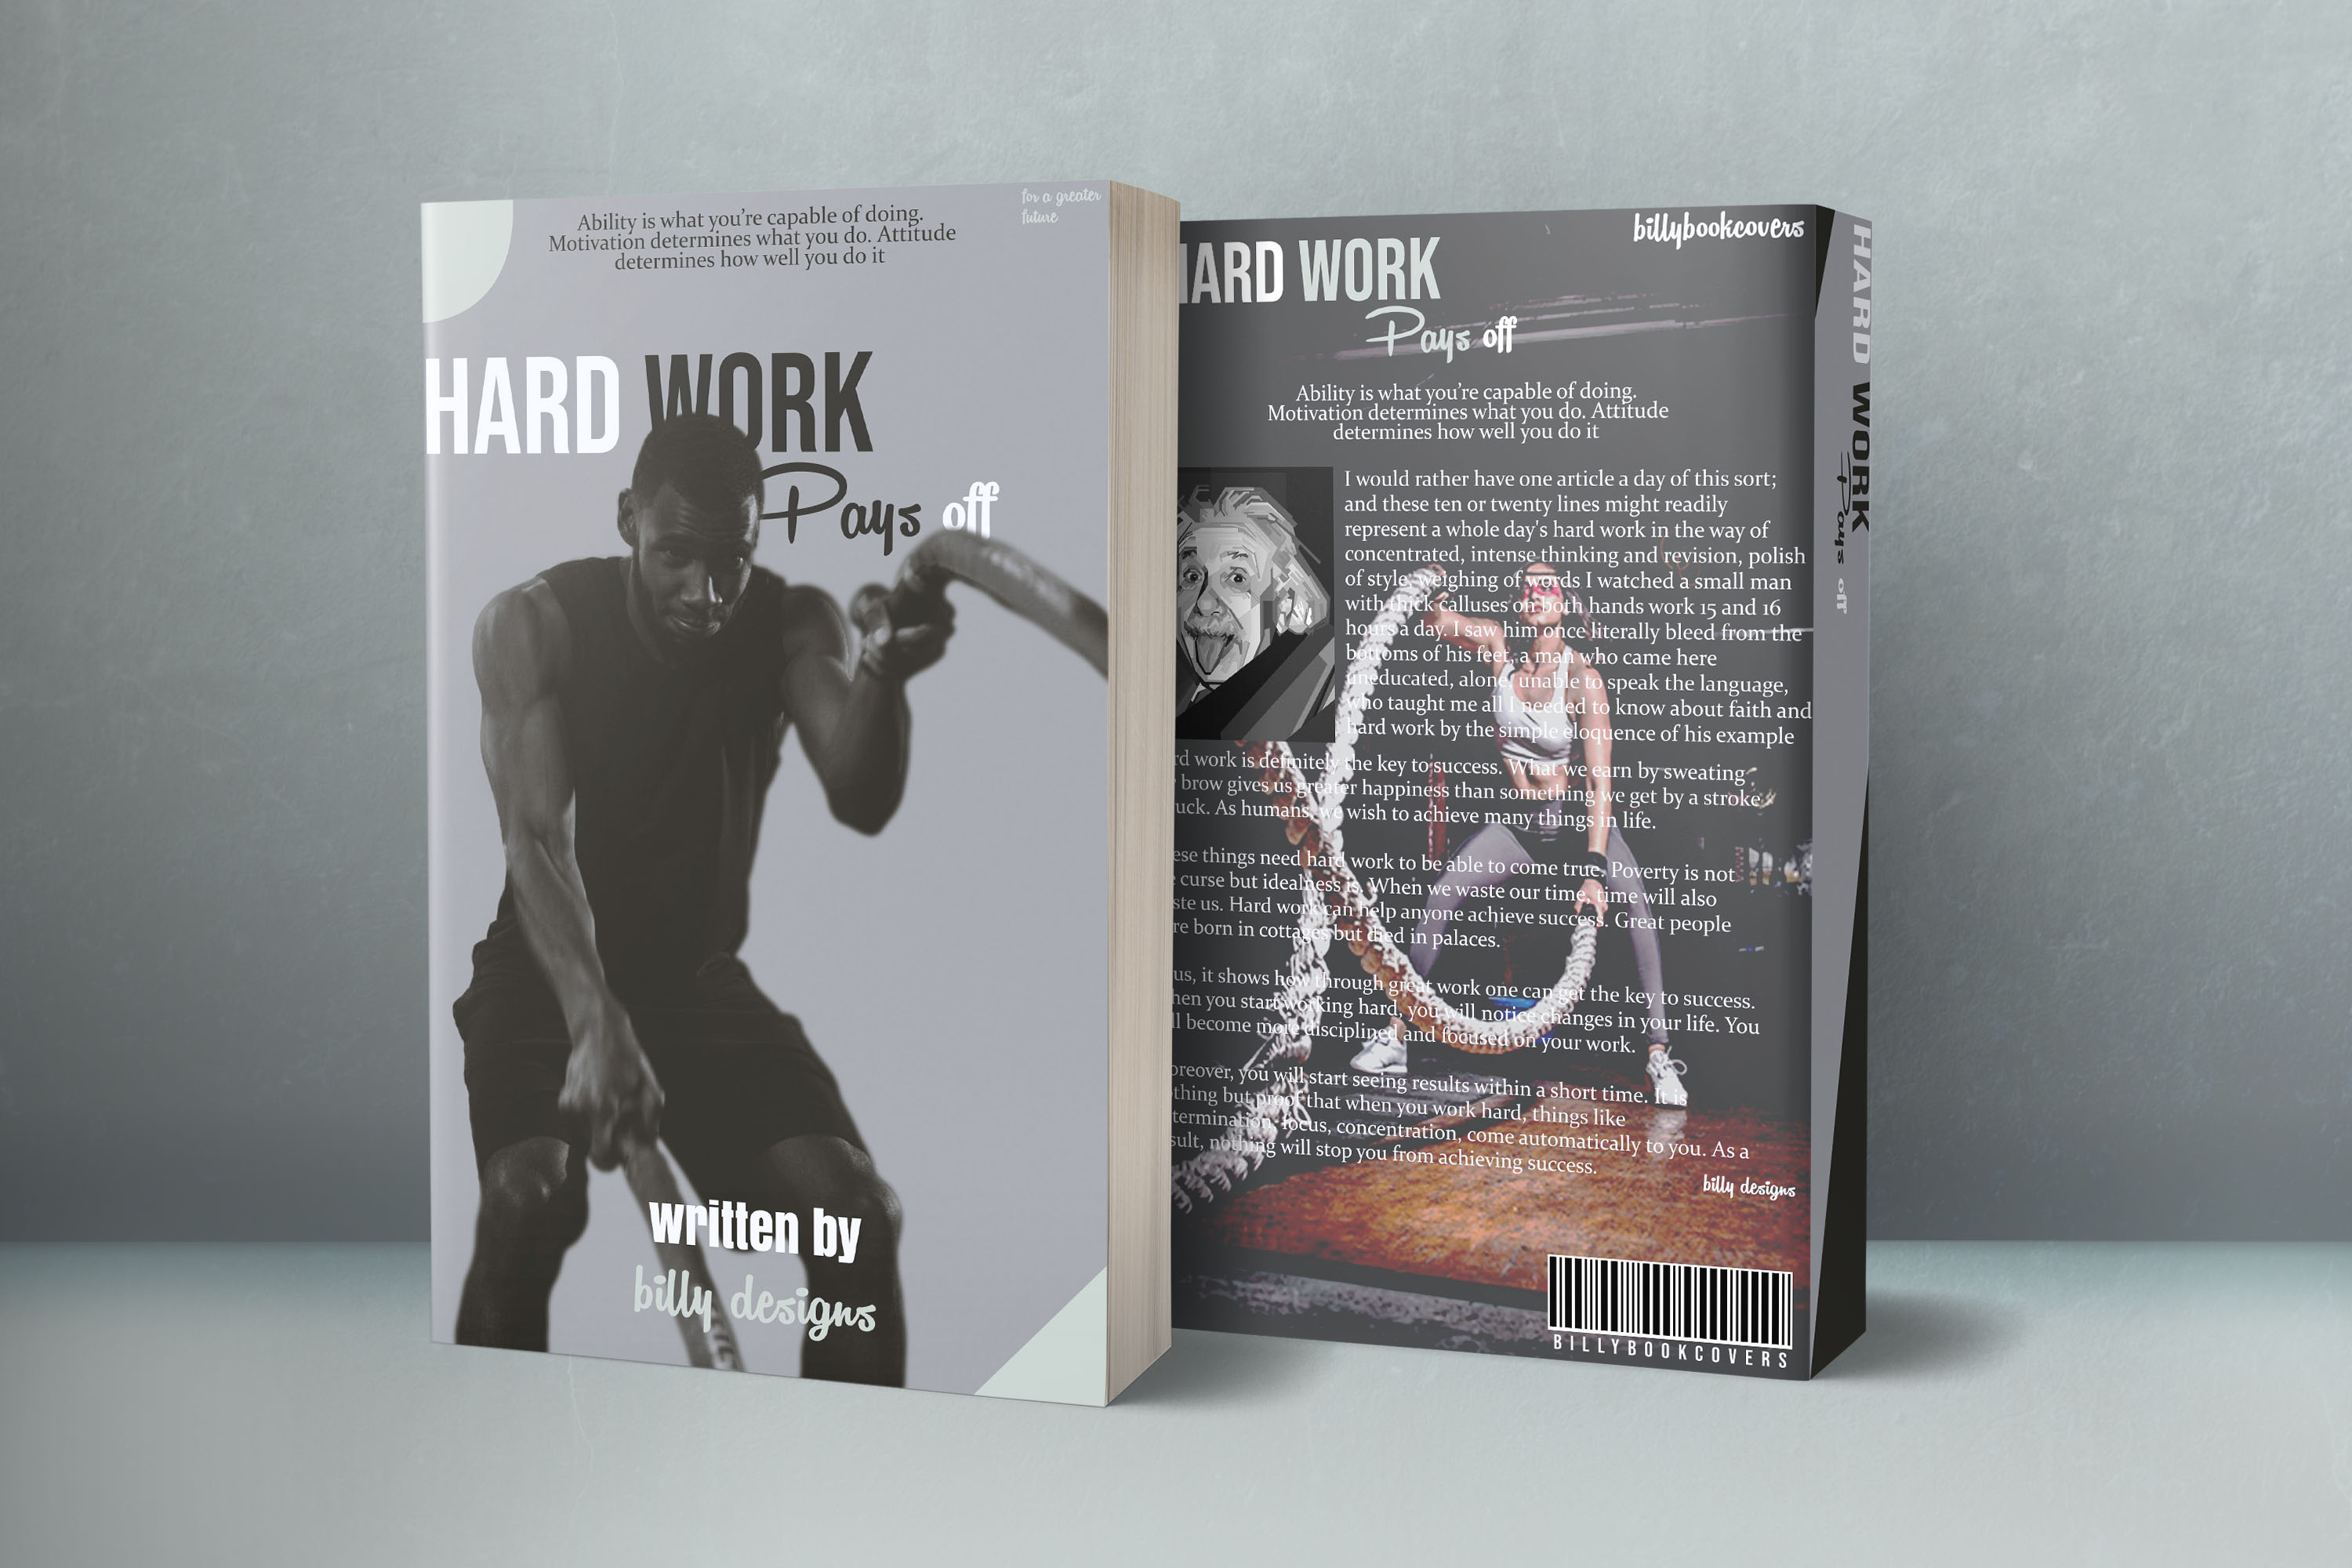 for a greater
future
Ability is what you're capable of doing.
Motivation determines what you do. Attitude
determines how well you do it
HARD WORK
Pays off
written by
billy designs
billybookcovers
ARD WORK
Pays off
Ability is what you're capable of doing.
Motivation determines what you do. Attitude
determines how well you do it
I would rather have one article a day of this sort;
and these ten or twenty lines might readily
represent a whole day's hard work in the way of
concentrated, intense thinking and revision, polish
of style, weighing of words I watched a small man
with thick calluses on both hands work 15 and 16
hours a day. I saw him once literally bleed from the
bottoms of his feet, a man who came here
uneducated, alone, unable to speak the language,
who taught me all I needed to know about faith and
hard work by the simple eloquence of his example
rd work is definitely the key to success. What we earn by sweating
brow gives us greater happiness than something we get by a stroke
uck. As humans, we wish to achieve many things in life.
ese things need hard work to be able to come true. Poverty is not
curse but idealness is. When we waste our time, time will also
ste us. Hard work can help anyone achieve success. Great people
re born in cottages but died in palaces.
us, it shows how through great work one can get the key to success.
hen you start working hard, you will notice changes in your life. You
ll become more disciplined and focused on your work.
oreover, you will start seeing results within a short time. It is
thing but proof that when you work hard, things like
termination, focus, concentration, come automatically to you. As a
sult, nothing will stop you from achieving success.
billy designs
BILLYBOOKCOVERS
HARD WORK
Pays off